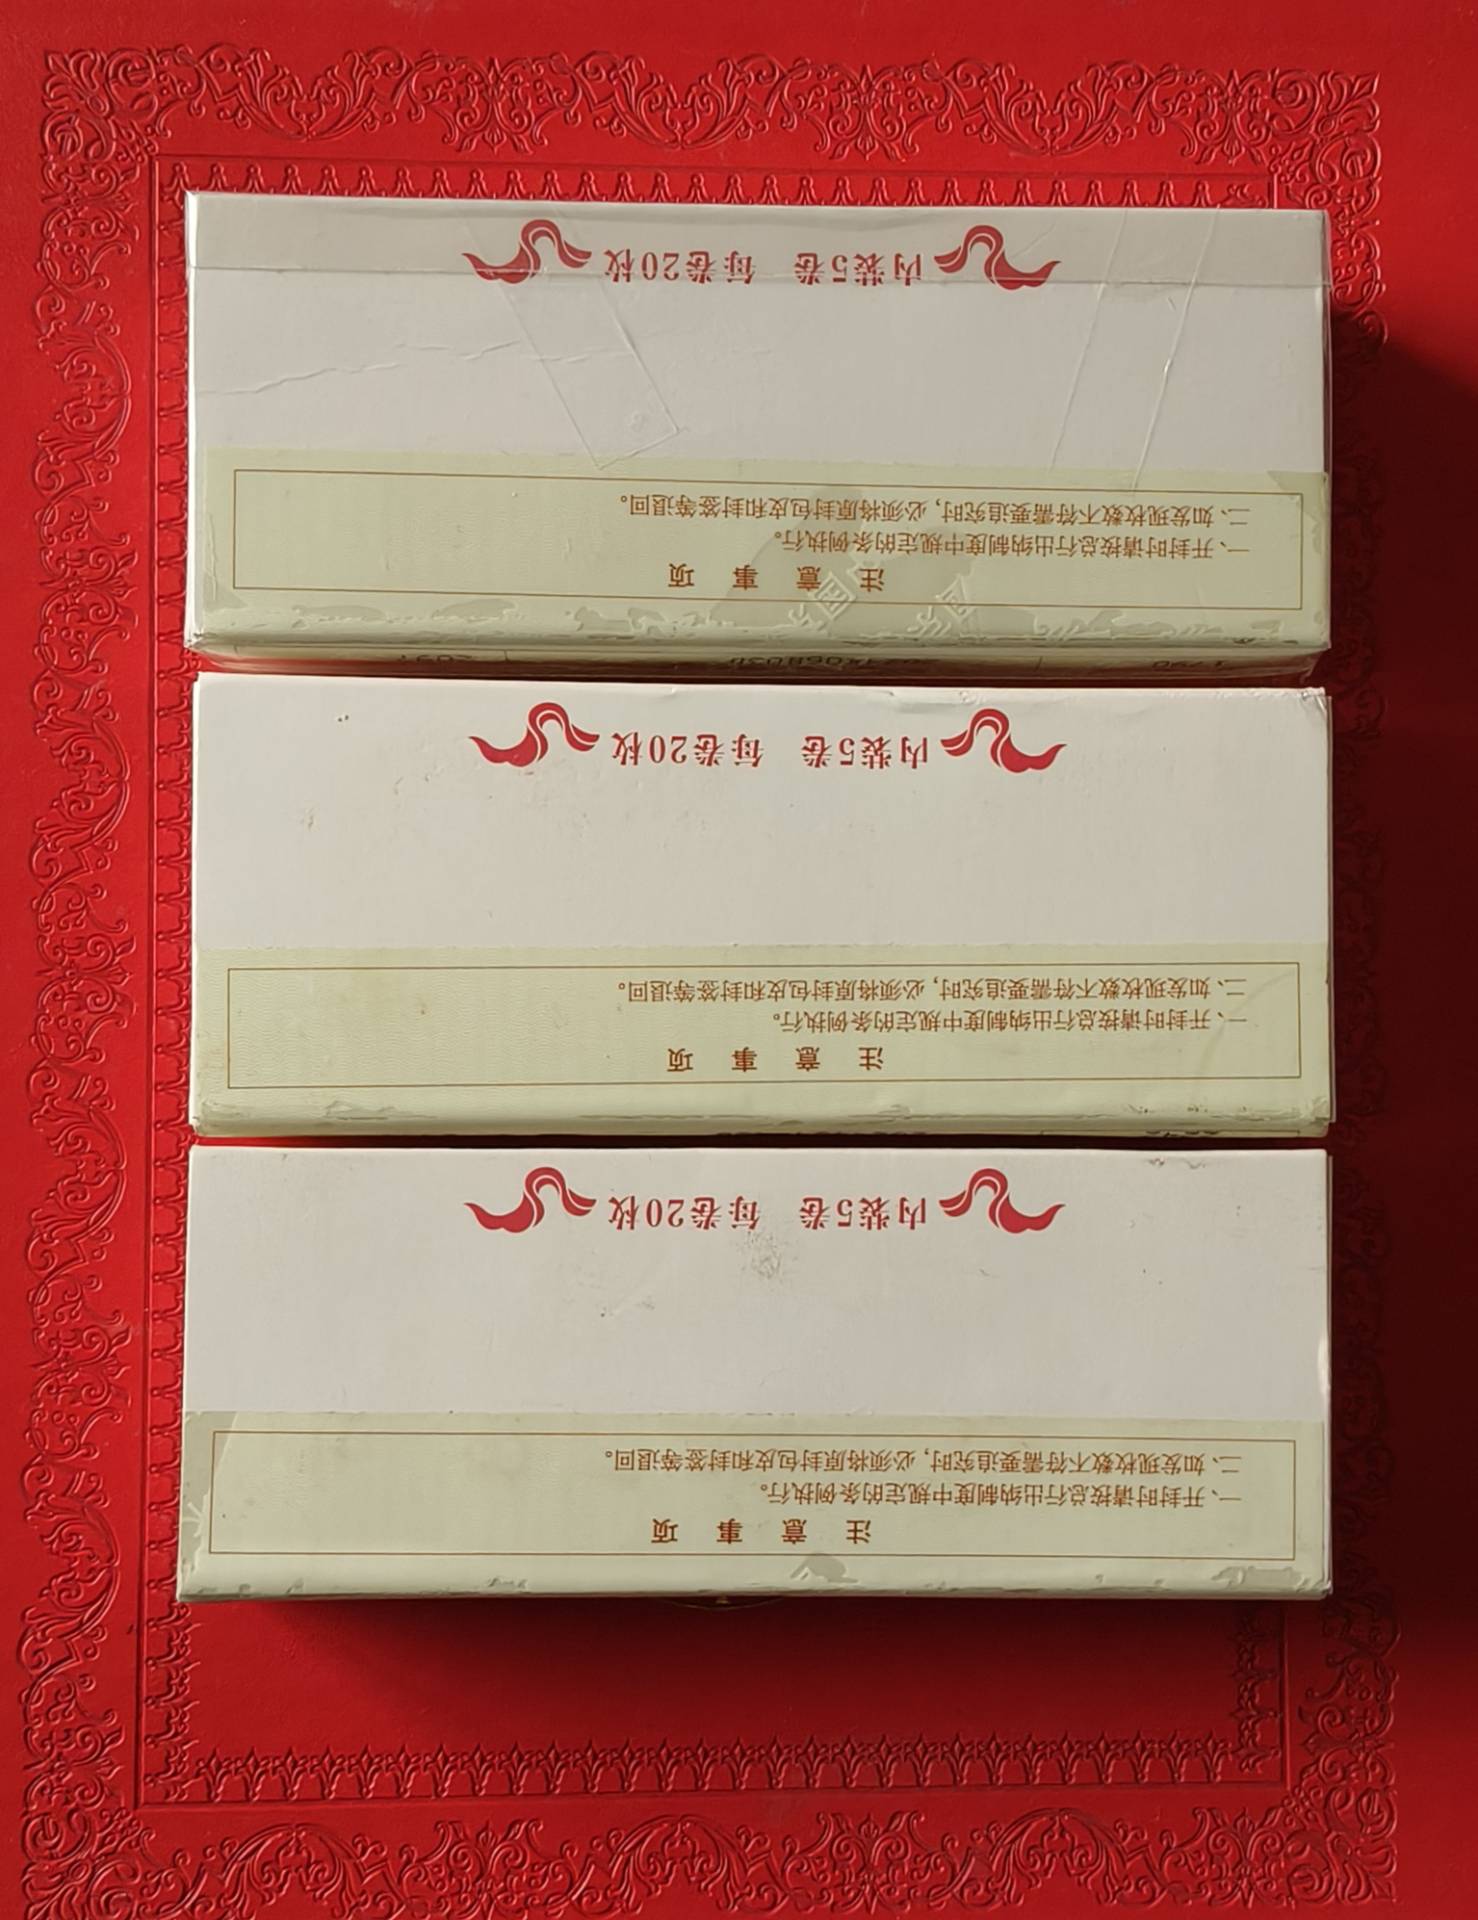 注意事项
一、开封时请按总行出纳制度中规定的条例执行。
二、如发现枚数不符需要追究时，必须将原封包皮和封签等退回。
内装5卷 每卷20枚
注意事项
一、开封时请按总行出纳制度中规定的条例执行。
二、如发现枚数不符需要追究时，必须将原封包皮和封签等退回。
内装5卷 每卷20枚
注意事项
一、开封时请按总行出纳制度中规定的条例执行。
二、如发现枚数不符需要追究时，必须将原封包皮和封签等退回。
内装5卷 每卷20枚